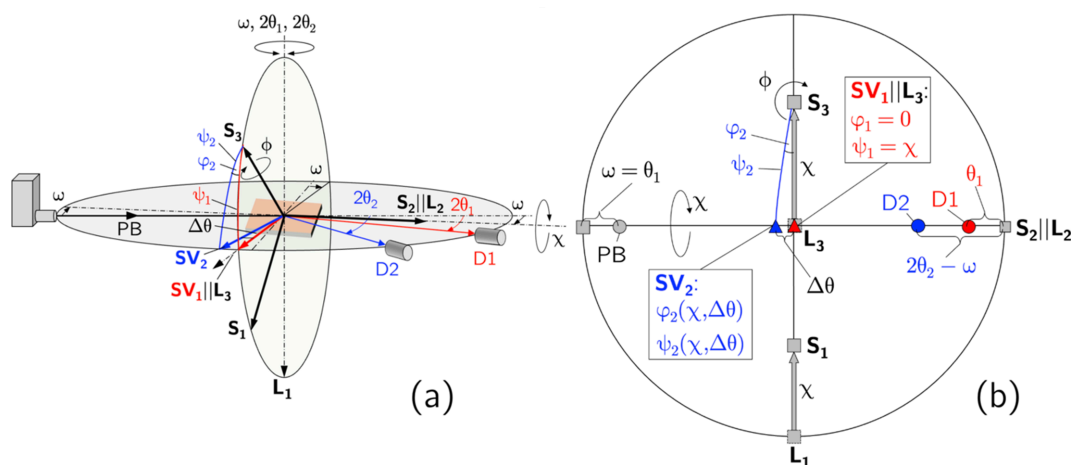 ω, 2θ₁, 2θ₂
S₃
ψ₂
φ
φ₂
ω
ω
ψ₁
S₂||L₂
2θ₂
2θ₁
ω
PB
Δθ
χ
SV₂
D2
D1
SV₁||L₃
S₁
L₁
(a)
φ
S₃
SV₁||L₃:
φ₁ = 0
ψ₁ = χ
φ₂
ψ₂
χ
ω = θ₁
χ
θ₁
D2
D1
PB
L₃
S₂||L₂
2θ₂ − ω
Δθ
SV₂:
φ₂(χ,Δθ)
ψ₂(χ,Δθ)
S₁
χ
L₁
(b)